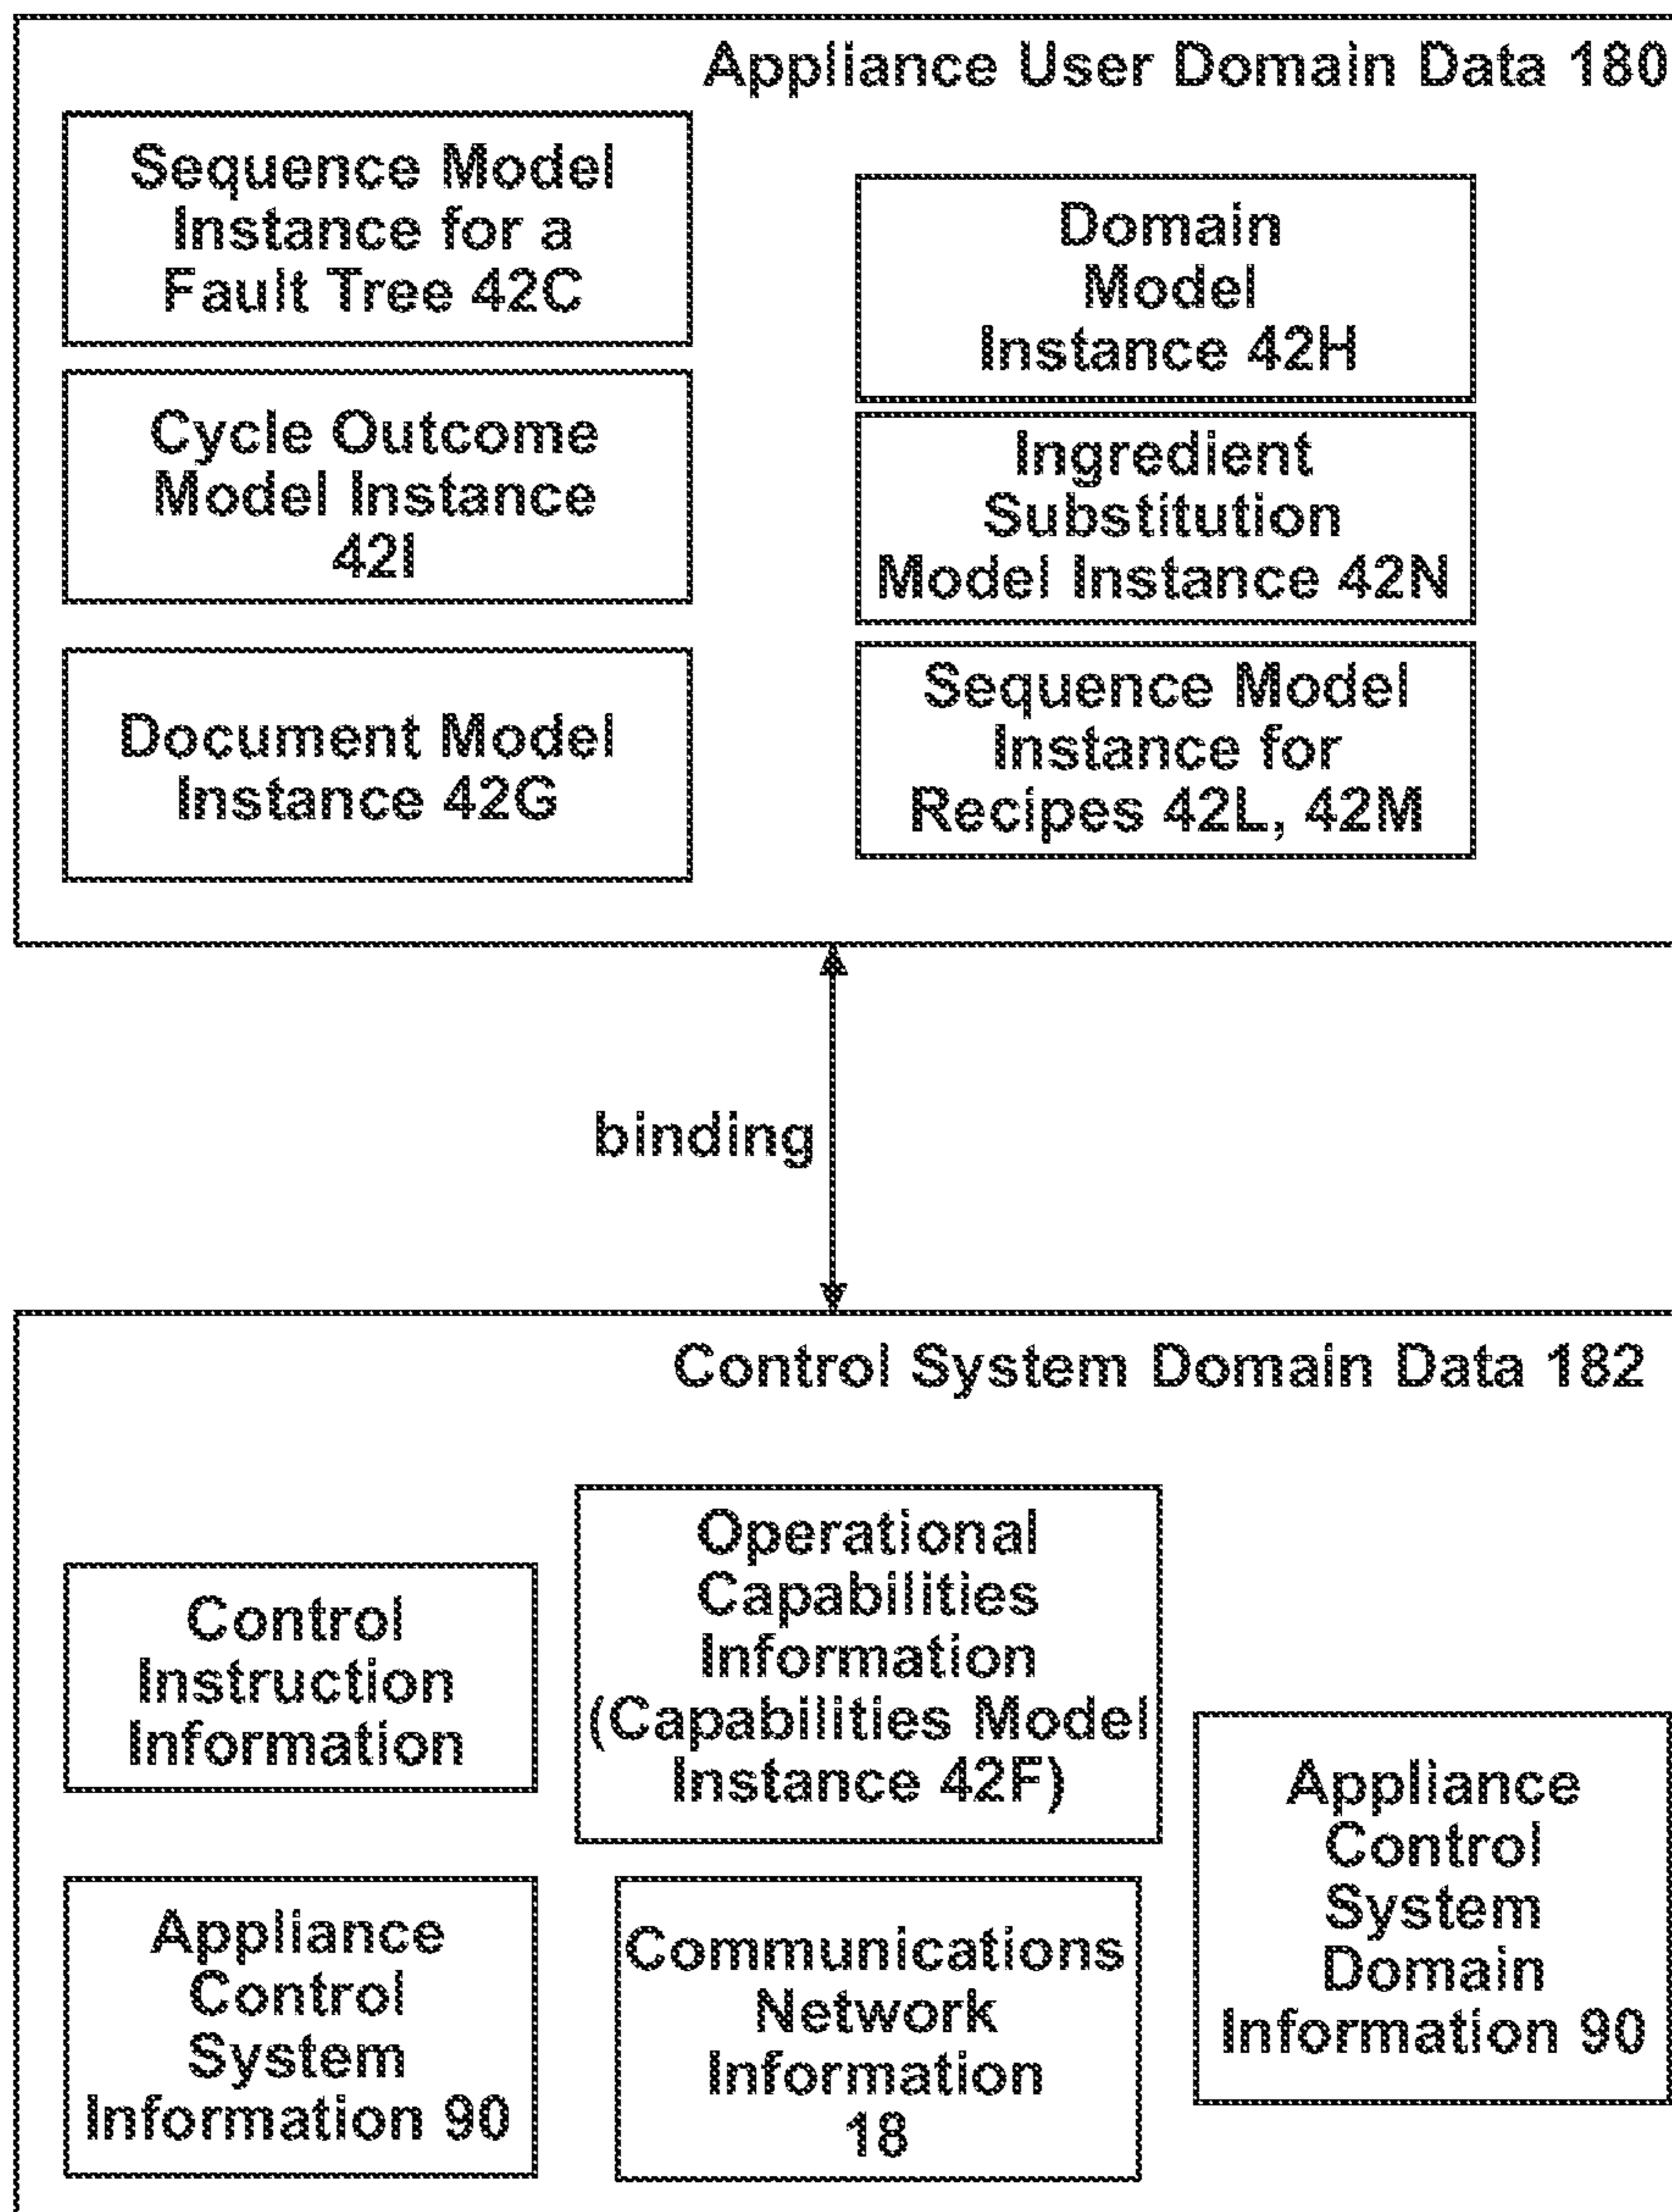 Appliance User Domain Data 180
Sequence Model
Instance for a
Fault Tree 42C
Cycle Outcome
Model Instance
42I
Document Model
Instance 42G
Domain
Model
Instance 42H
Ingredient
Substitution
Model Instance 42N
Sequence Model
Instance for
Recipes 42L, 42M
binding
Control System Domain Data 182
Control
Instruction
Information
Operational
Capabilities
Information
(Capabilities Model
Instance 42F)
Appliance
Control
System
Domain
Information 90
Appliance
Control
System
Information 90
Communications
Network
Information
18